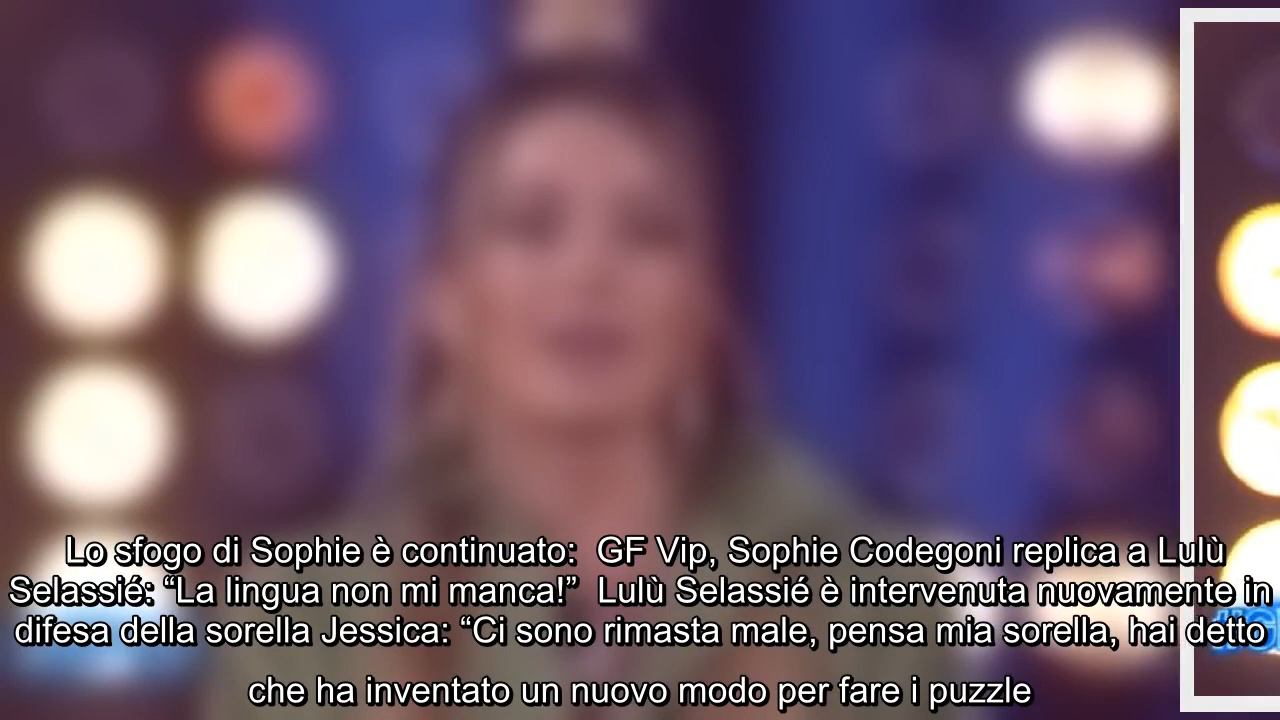 Lo sfogo di Sophie è continuato:  GF Vip, Sophie Codegoni replica a Lulù
Selassié: “La lingua non mi manca!”  Lulù Selassié è intervenuta nuovamente in
difesa della sorella Jessica: “Ci sono rimasta male, pensa mia sorella, hai detto
che ha inventato un nuovo modo per fare i puzzle